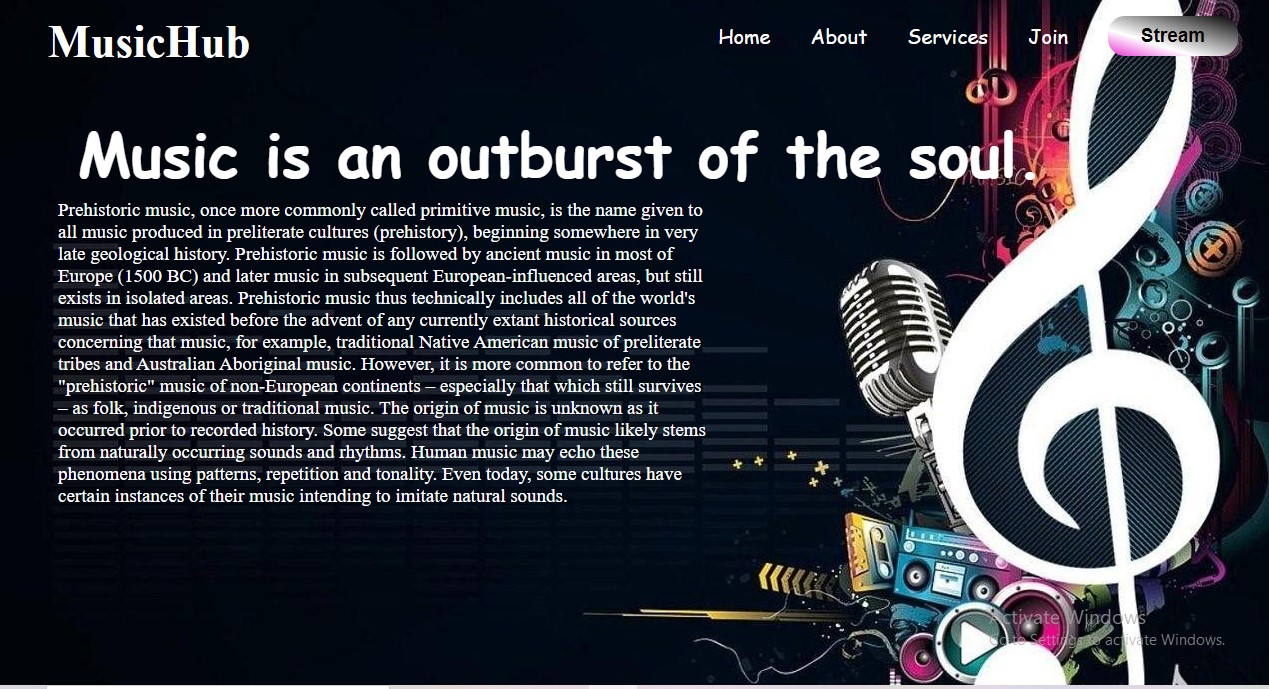 MusicHub
Home About Services Join Stream
Music is an outburst of the soul.
Prehistoric music, once more commonly called primitive music, is the name given to
all music produced in preliterate cultures (prehistory), beginning somewhere in very
late geological history. Prehistoric music is followed by ancient music in most of
Europe (1500 BC) and later music in subsequent European-influenced areas, but still
exists in isolated areas. Prehistoric music thus technically includes all of the world's
music that has existed before the advent of any currently extant historical sources
concerning that music, for example, traditional Native American music of preliterate
tribes and Australian Aboriginal music. However, it is more common to refer to the
"prehistoric" music of non-European continents – especially that which still survives
– as folk, indigenous or traditional music. The origin of music is unknown as it
occurred prior to recorded history. Some suggest that the origin of music likely stems
from naturally occurring sounds and rhythms. Human music may echo these
phenomena using patterns, repetition and tonality. Even today, some cultures have
certain instances of their music intending to imitate natural sounds.
Activate Windows
Go to Settings to activate Windows.